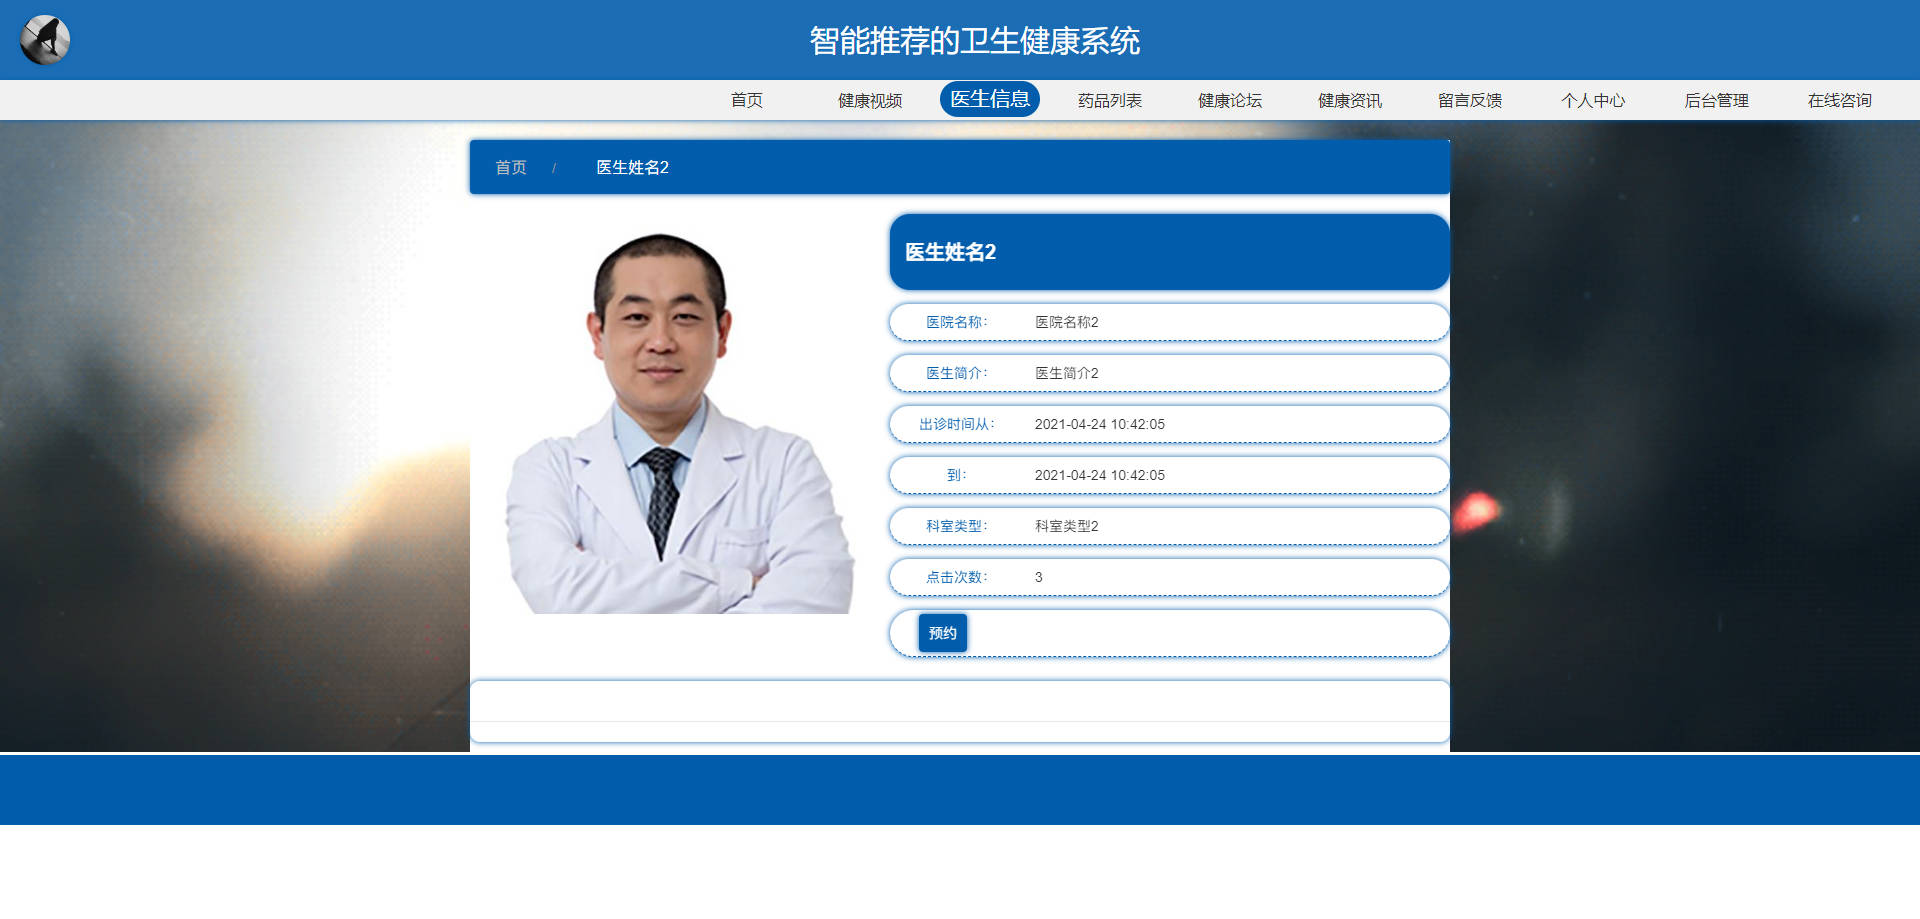 智能推荐的卫生健康系统
首页 健康视频 医生信息 药品列表 健康论坛 健康资讯 留言反馈 个人中心 后台管理 在线咨询
首页 / 医生姓名2
医生姓名2
医院名称： 医院名称2
医生简介： 医生简介2
出诊时间从： 2021-04-24 10:42:05
到： 2021-04-24 10:42:05
科室类型： 科室类型2
点击次数： 3
预约